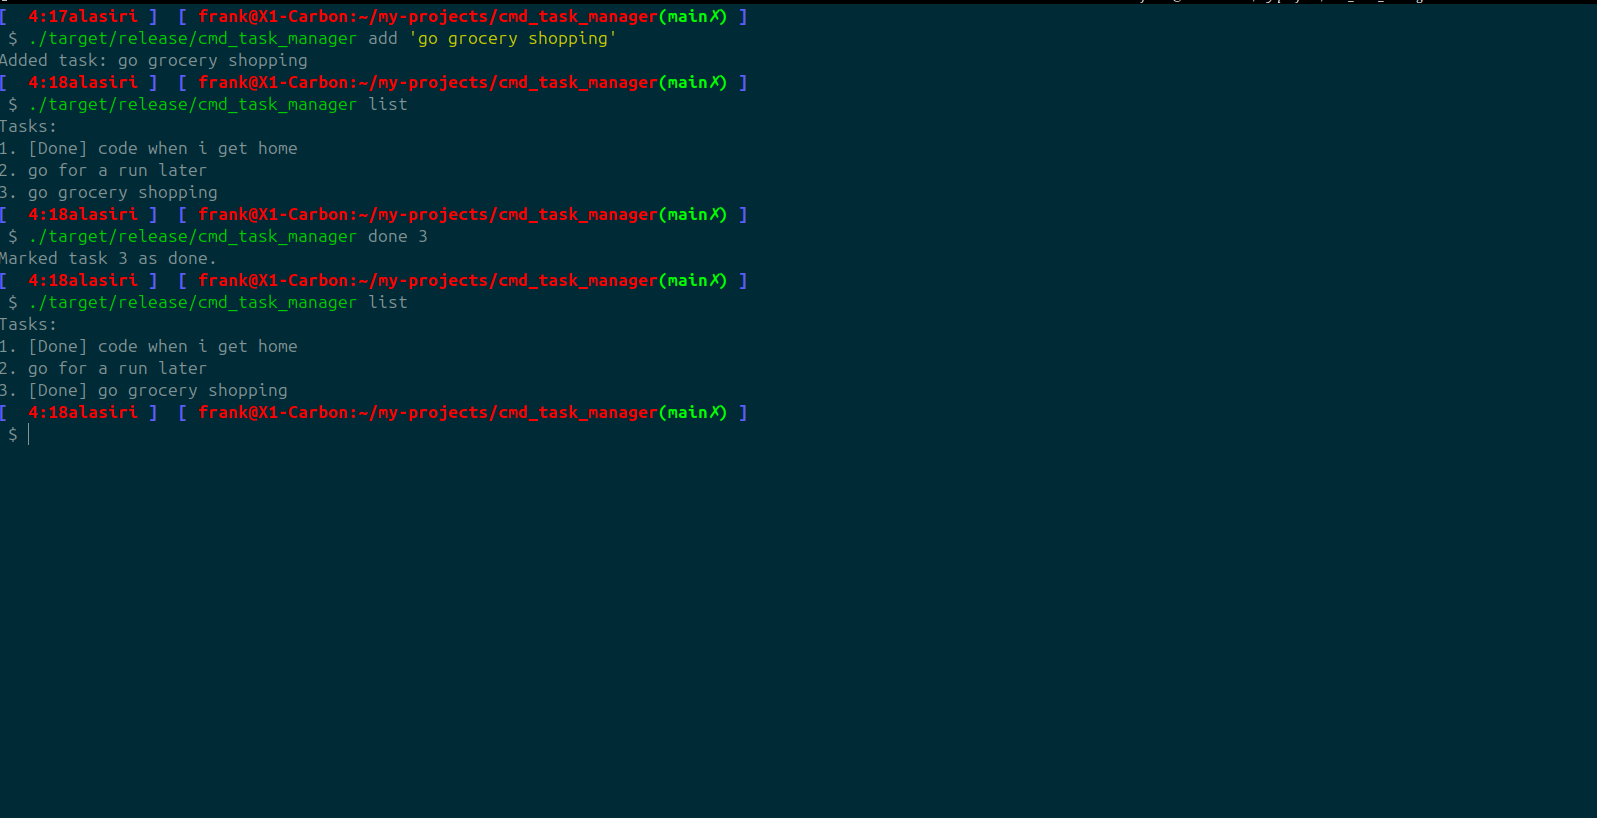 [  4:17alasiri ]  [ frank@X1-Carbon:~/my-projects/cmd_task_manager(main✗) ]
$ ./target/release/cmd_task_manager add 'go grocery shopping'
Added task: go grocery shopping
[  4:18alasiri ]  [ frank@X1-Carbon:~/my-projects/cmd_task_manager(main✗) ]
$ ./target/release/cmd_task_manager list
Tasks:
1. [Done] code when i get home
2. go for a run later
3. go grocery shopping
[  4:18alasiri ]  [ frank@X1-Carbon:~/my-projects/cmd_task_manager(main✗) ]
$ ./target/release/cmd_task_manager done 3
Marked task 3 as done.
[  4:18alasiri ]  [ frank@X1-Carbon:~/my-projects/cmd_task_manager(main✗) ]
$ ./target/release/cmd_task_manager list
Tasks:
1. [Done] code when i get home
2. go for a run later
3. [Done] go grocery shopping
[  4:18alasiri ]  [ frank@X1-Carbon:~/my-projects/cmd_task_manager(main✗) ]
$